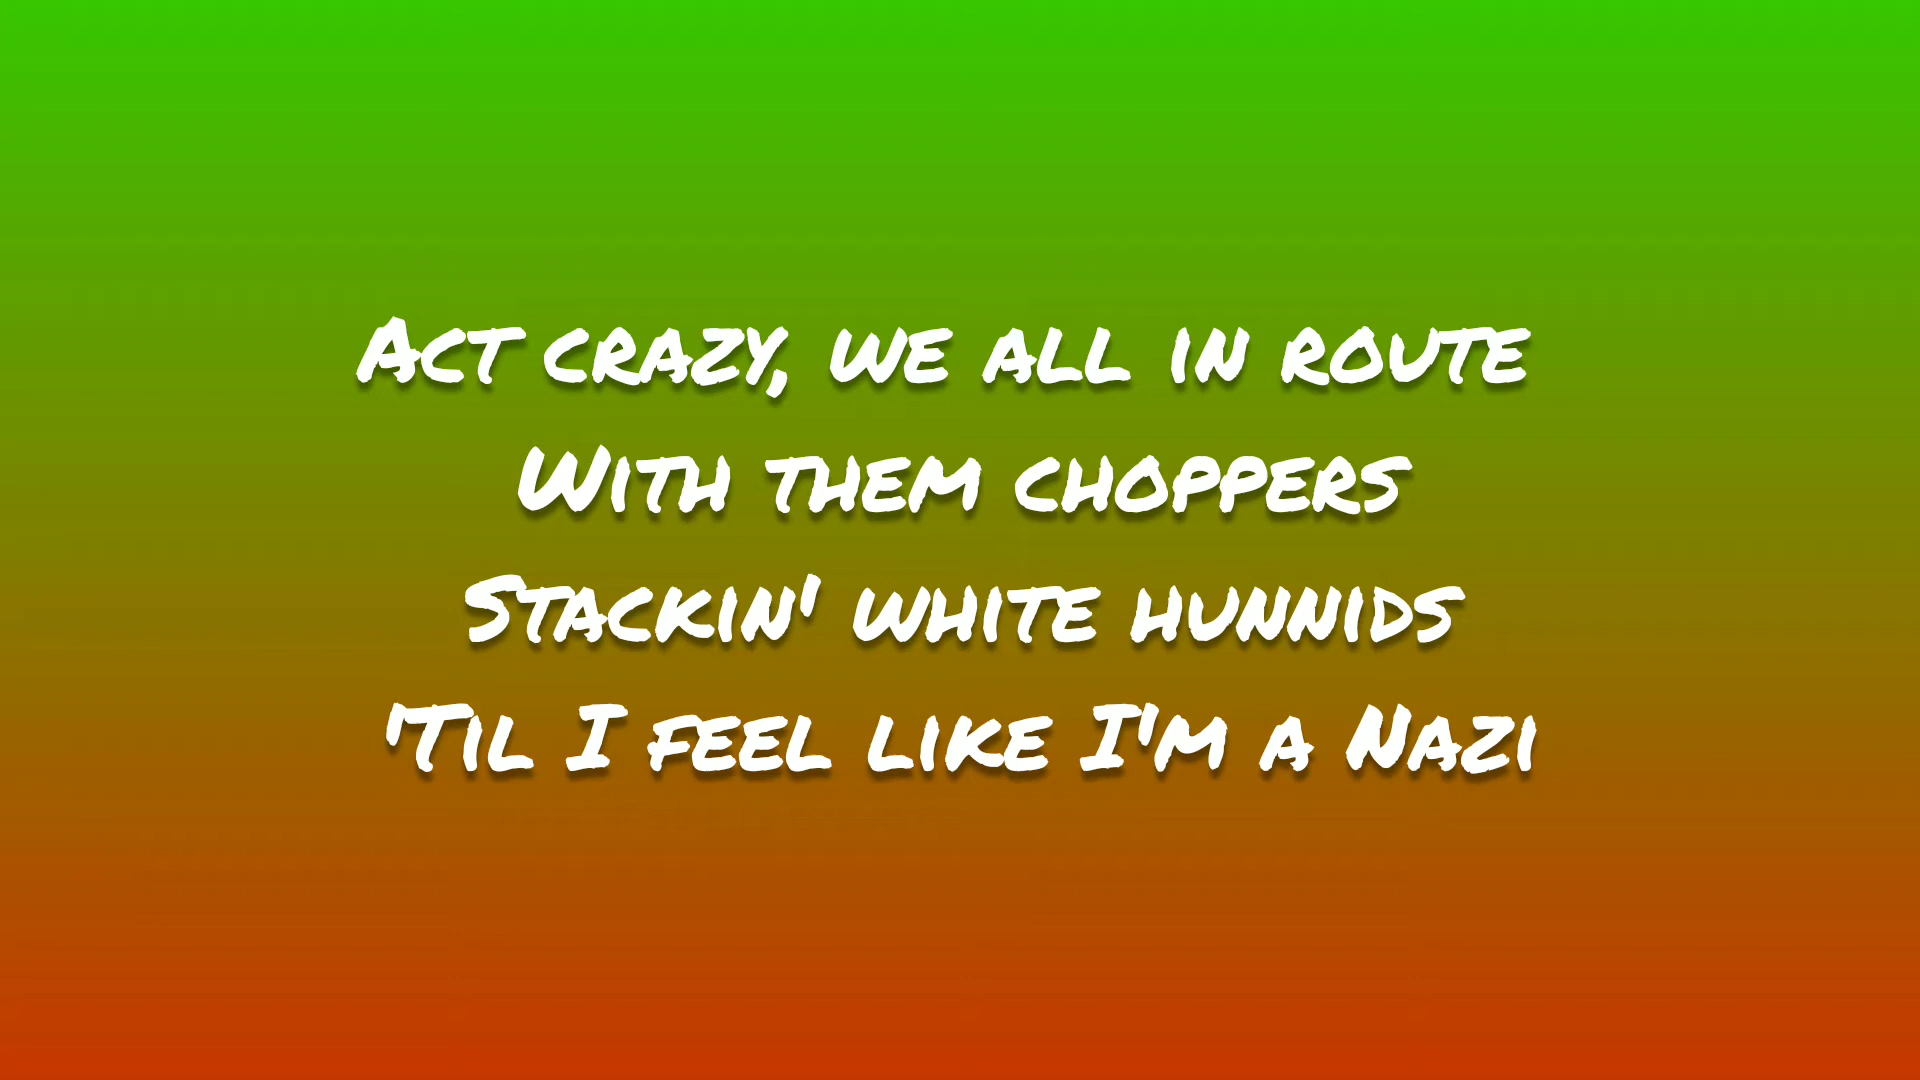 Act crazy, we all in route
With them choppers
Stackin' white hunnids
'Til I feel like I'm a Nazi